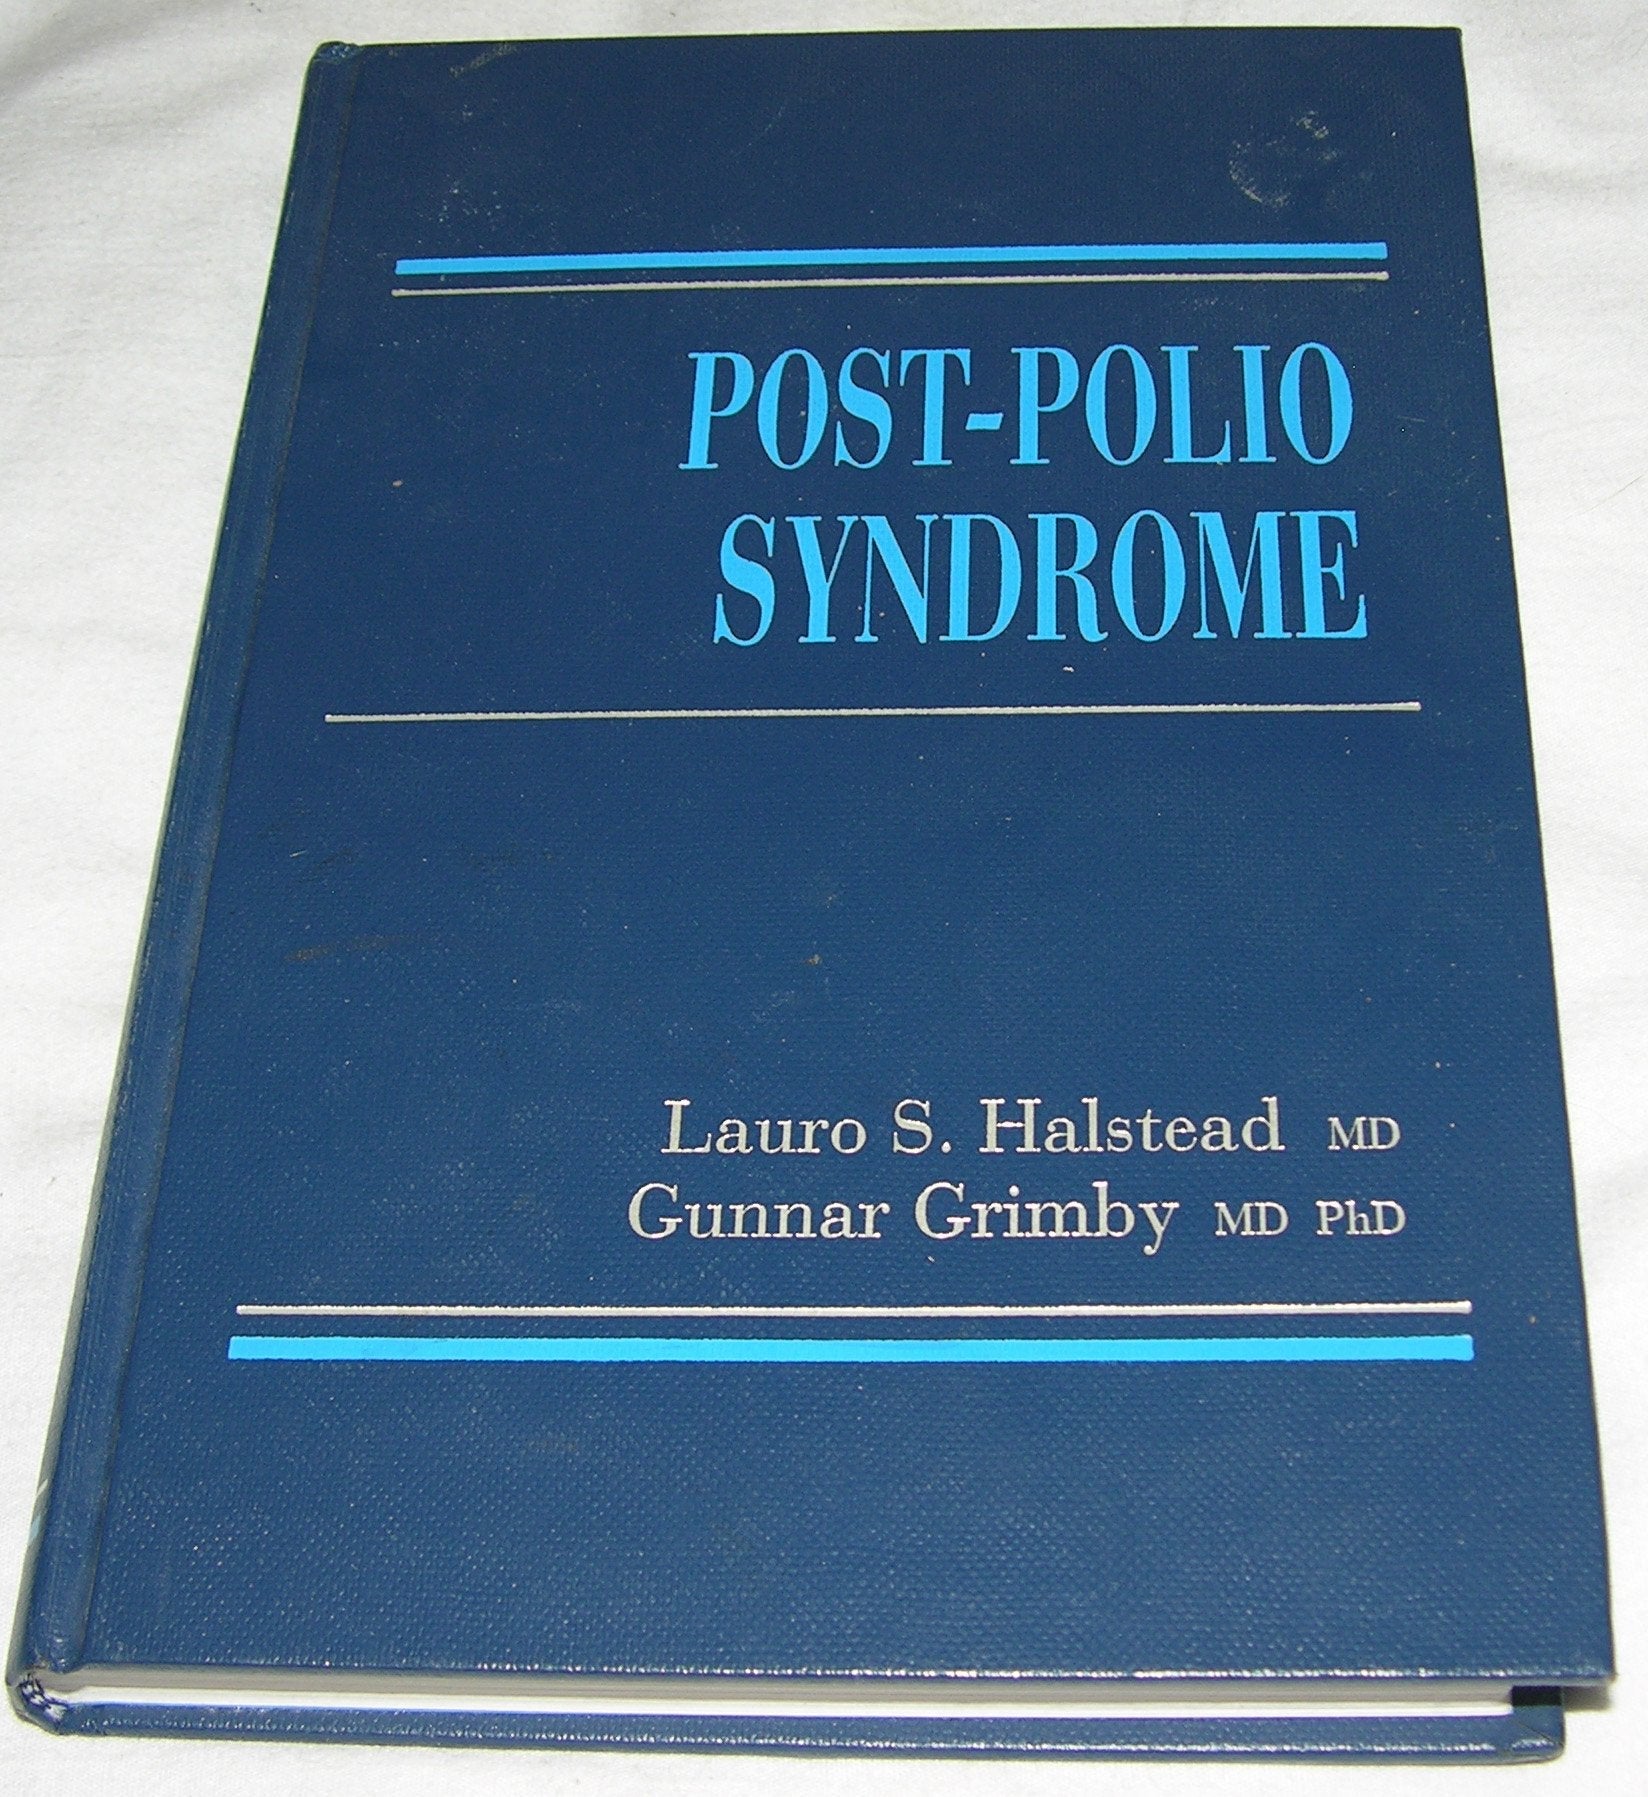 POST-POLIO
SYNDROME
Lauro S. Halstead MD
Gunnar Grimby MD PhD